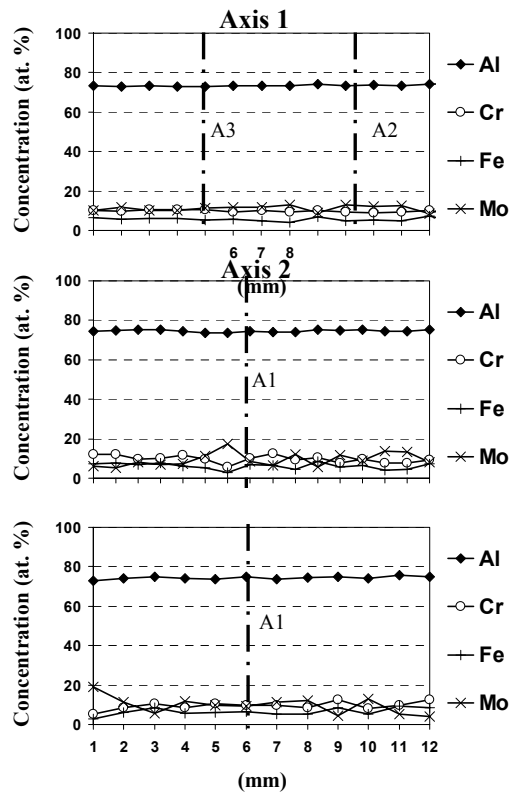 Axis 1
Concentration (at. %)
100
80
60
40
20
0
A3
A2
Al
Cr
Fe
Mo
6 7 8
Axis 2
(mm)
Concentration (at. %)
100
80
60
40
20
0
A1
Al
Cr
Fe
Mo
Concentration (at. %)
100
80
60
40
20
0
A1
Al
Cr
Fe
Mo
1 2 3 4 5 6 7 8 9 10 11 12
(mm)